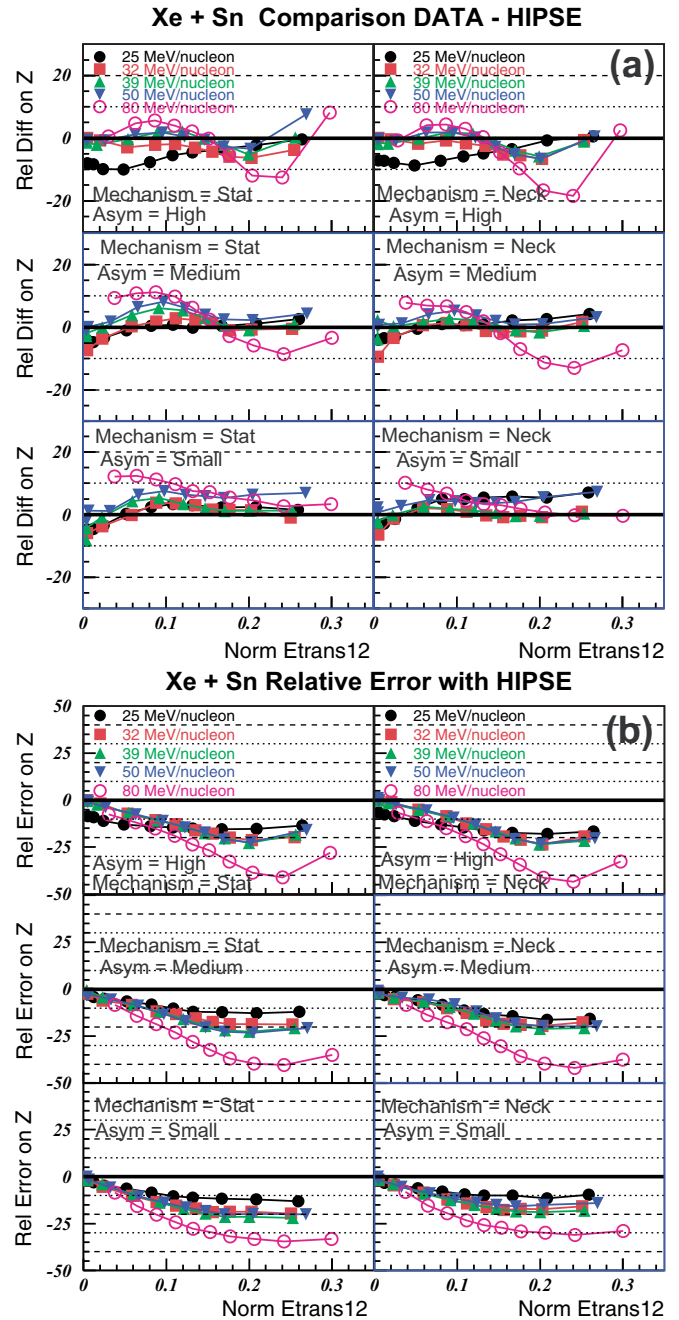 Xe + Sn Comparison DATA - HIPSE
Rel Diff on Z
20
0
-20
25 MeV/nucleon
32 MeV/nucleon
39 MeV/nucleon
50 MeV/nucleon
80 MeV/nucleon
Mechanism = Stat
Asym = High
25 MeV/nucleon
32 MeV/nucleon
39 MeV/nucleon
50 MeV/nucleon
80 MeV/nucleon
(a)
Mechanism = Neck
Asym = High
Rel Diff on Z
20
0
-20
Mechanism = Stat
Asym = Medium
Mechanism = Neck
Asym = Medium
Rel Diff on Z
20
0
-20
Mechanism = Stat
Asym = Small
Mechanism = Neck
Asym = Small
0 0.1 0.2 0 0.1 0.2 0.3
Norm Etrans12 Norm Etrans12
Xe + Sn Relative Error with HIPSE
Rel Error on Z
50
25
0
-25
-50
25 MeV/nucleon
32 MeV/nucleon
39 MeV/nucleon
50 MeV/nucleon
80 MeV/nucleon
Asym = High
Mechanism = Stat
25 MeV/nucleon
32 MeV/nucleon
39 MeV/nucleon
50 MeV/nucleon
80 MeV/nucleon
(b)
Asym = High
Mechanism = Neck
Rel Error on Z
25
0
-25
-50
Mechanism = Stat
Asym = Medium
Mechanism = Neck
Asym = Medium
Rel Error on Z
25
0
-25
-50
Mechanism = Stat
Asym = Small
Mechanism = Neck
Asym = Small
0 0.1 0.2 0 0.1 0.2 0.3
Norm Etrans12 Norm Etrans12